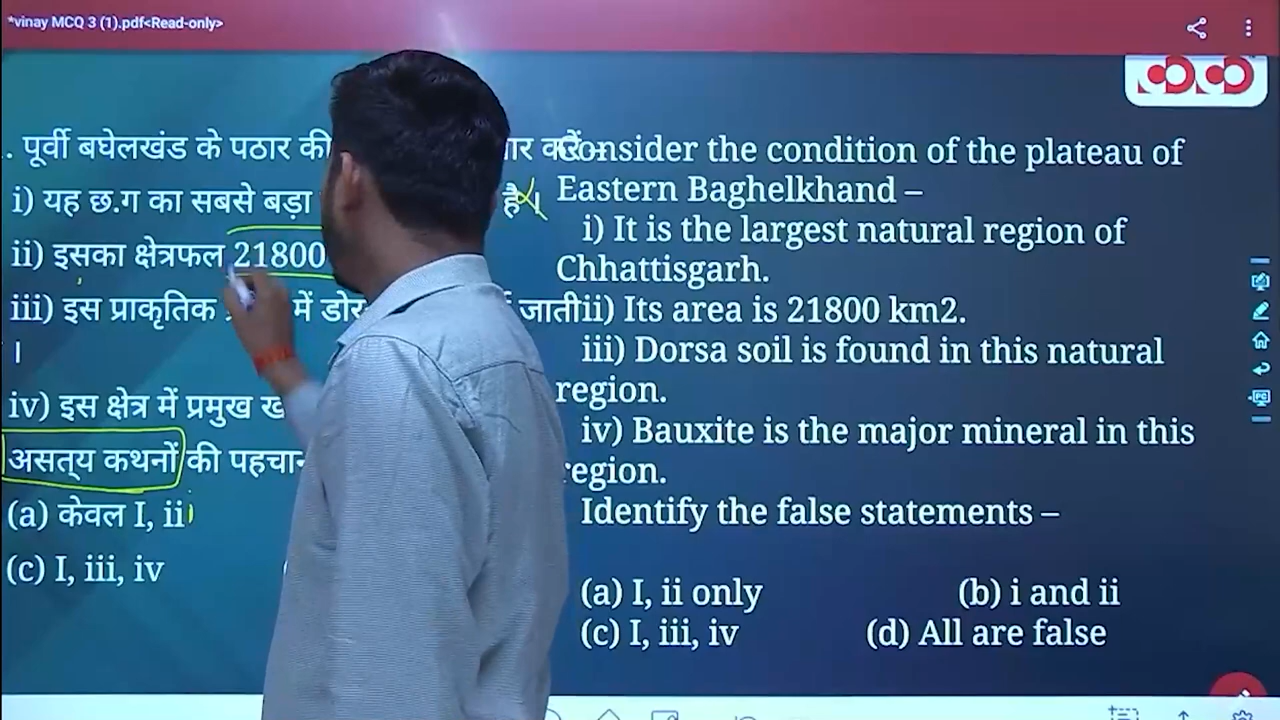 *vinay MCQ 3 (1).pdf<Read-only>
. पूर्वी बघेलखंड के पठार की
i) यह छ.ग का सबसे बड़ा है।
ii) इसका क्षेत्रफल 21800
iii) इस प्राकृतिक में जाती
।
iv) इस क्षेत्र में प्रमुख
असत्य कथनों की
(a) केवल I, ii
(c) I, iii, iv
Consider the condition of the plateau of
Eastern Baghelkhand –
i) It is the largest natural region of
Chhattisgarh.
ii) Its area is 21800 km2.
iii) Dorsa soil is found in this natural
region.
iv) Bauxite is the major mineral in this
region.
Identify the false statements –
(a) I, ii only (b) i and ii
(c) I, iii, iv (d) All are false